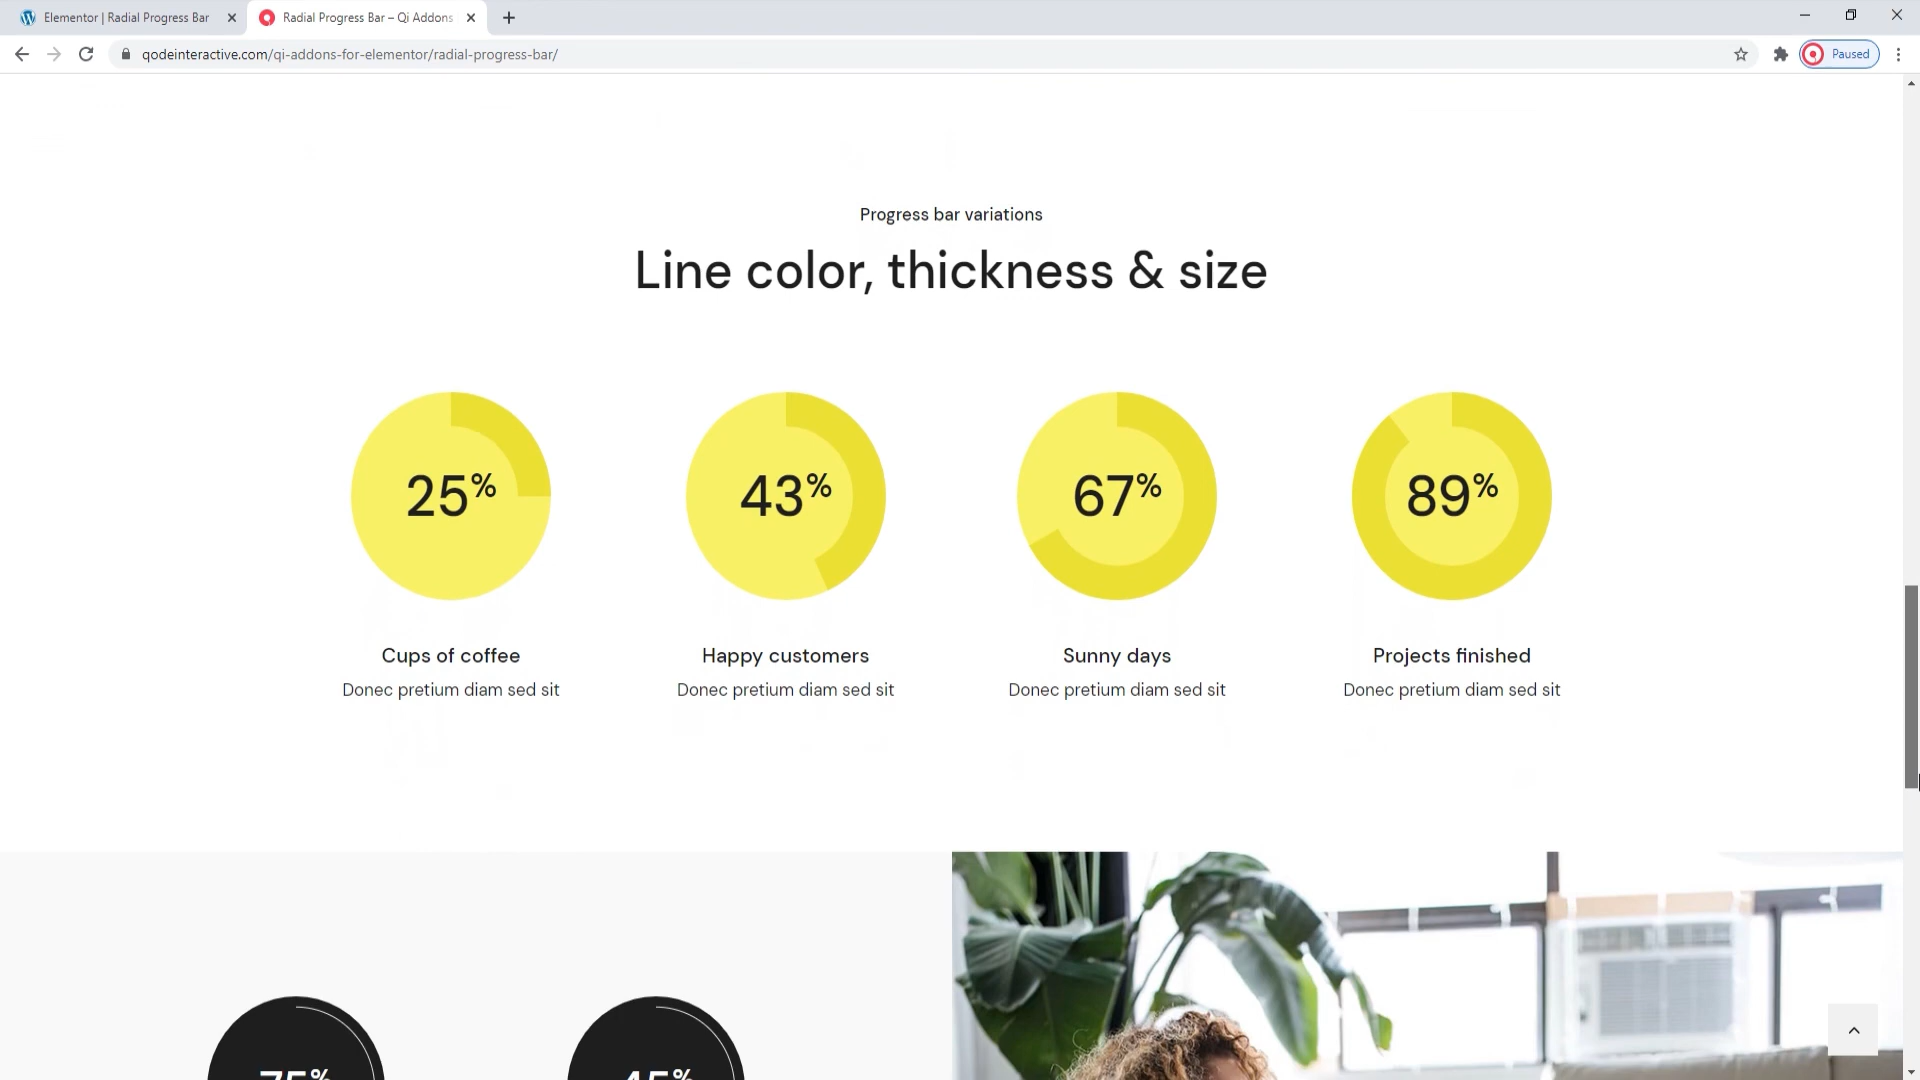 Elementor | Radial Progress Bar
Radial Progress Bar – Qi Addons
qodeinteractive.com/qi-addons-for-elementor/radial-progress-bar/
Paused
Progress bar variations
Line color, thickness & size
25%
43%
67%
89%
Cups of coffee
Happy customers
Sunny days
Projects finished
Donec pretium diam sed sit
Donec pretium diam sed sit
Donec pretium diam sed sit
Donec pretium diam sed sit
75%
45%